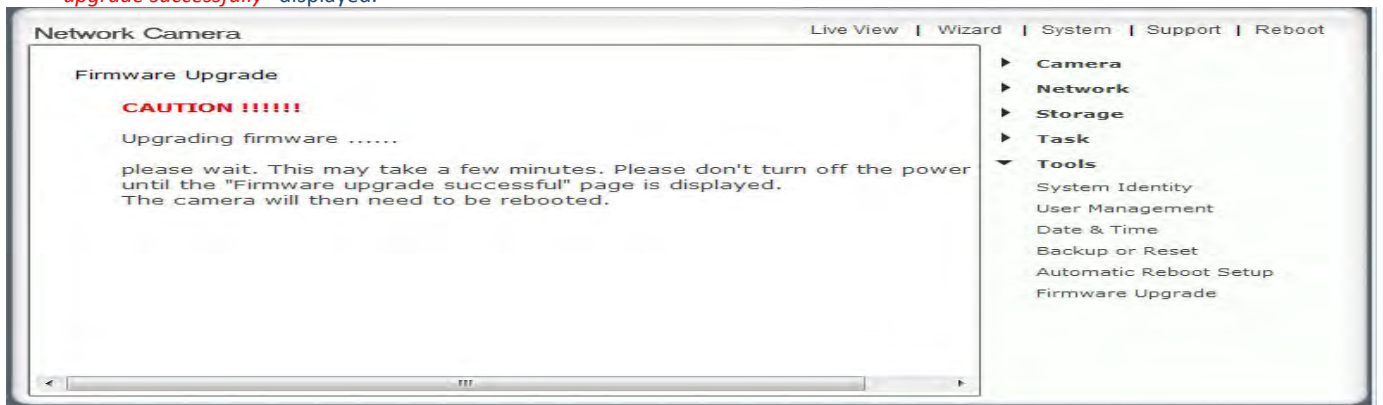 upgrade successfully" displayed.
Network Camera
Live View | Wizard | System | Support | Reboot
Firmware Upgrade
CAUTION !!!!!!
Upgrading firmware ......
please wait. This may take a few minutes. Please don't turn off the power
until the "Firmware upgrade successful" page is displayed.
The camera will then need to be rebooted.
Camera
Network
Storage
Task
Tools
System Identity
User Management
Date & Time
Backup or Reset
Automatic Reboot Setup
Firmware Upgrade